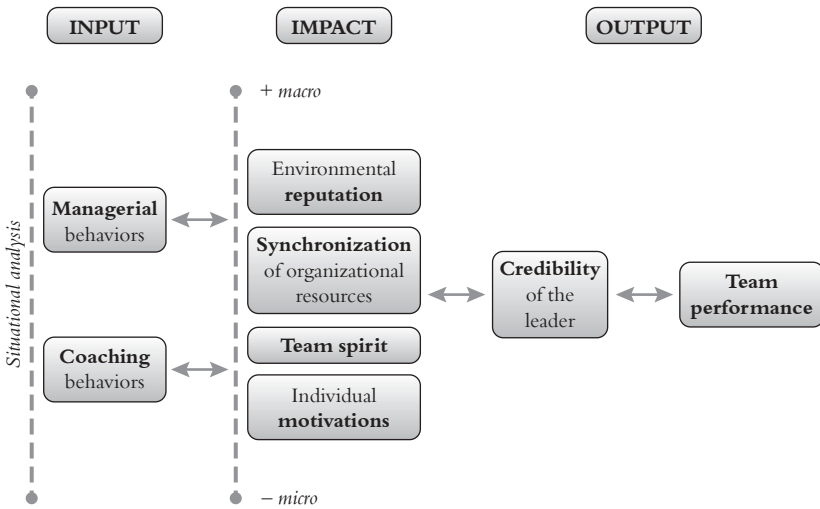 INPUT
IMPACT
OUTPUT
+ macro
Situational analysis
Managerial
behaviors
Coaching
behaviors
Environmental
reputation
Synchronization
of organizational
resources
Team spirit
Individual
motivations
Credibility
of the
leader
Team
performance
– micro